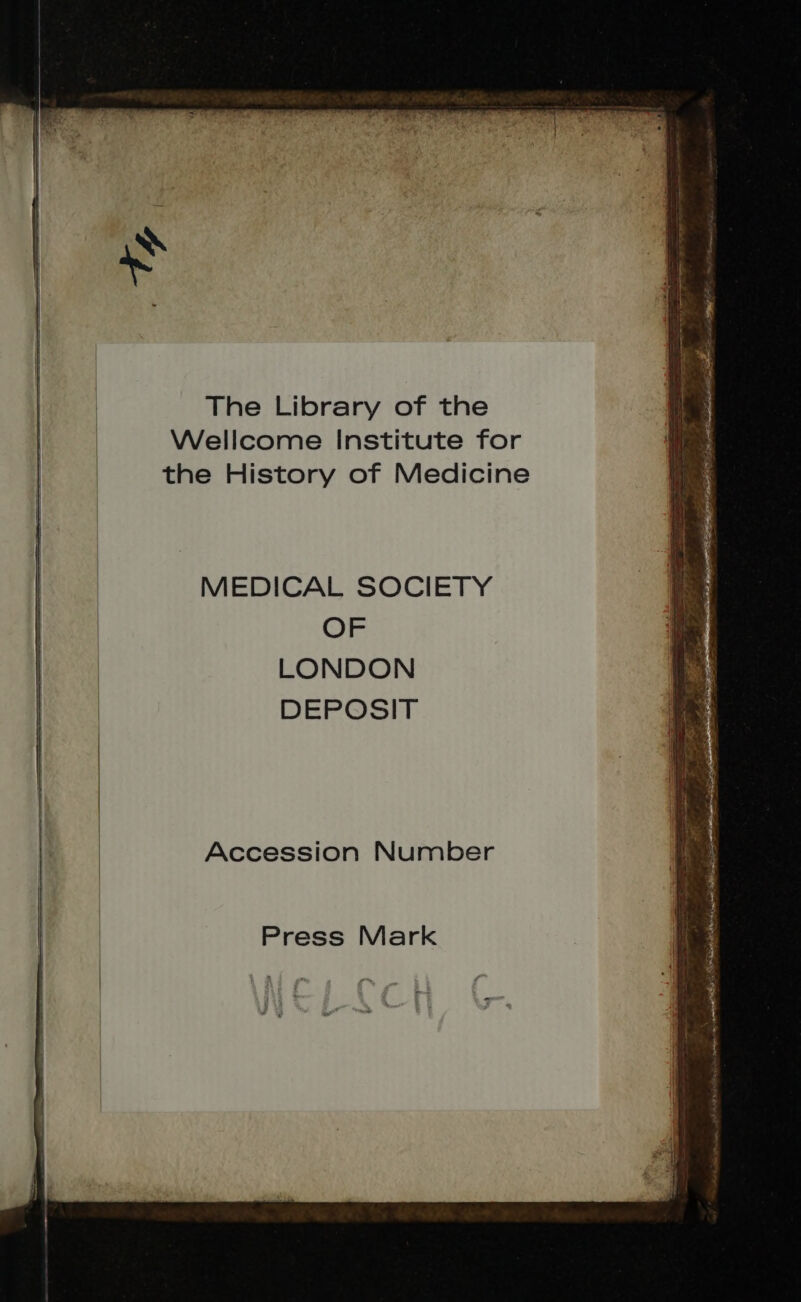 The Library of the
Wellcome Institute for
the History of Medicine
MEDICAL SOCIETY
OF
LONDON
DEPOSIT
Accession Number
Press Mark
WELSCH, G.